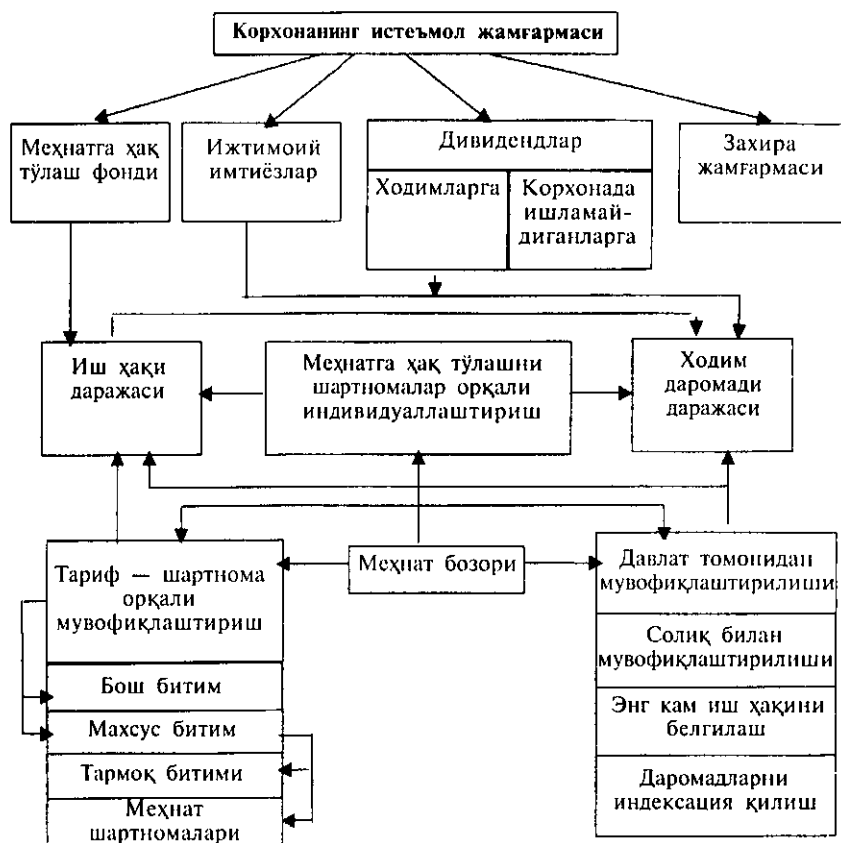 Корхонанинг истеъмол жамғармаси
Меҳнатга ҳақ
тўлаш фонди
Ижтимоий
имтиёзлар
Дивидендлар
Ходимларга
Корхонада
ишламай-
диганларга
Захира
жамғармаси
Иш ҳақи
даражаси
Меҳнатга ҳақ тўлашни
шартномалар орқали
индивидуаллаштириш
Ходим
даромади
даражаси
Тариф — шартнома
орқали
мувофиқлаштириш
Бош битим
Махсус битим
Тармоқ битими
Меҳнат
шартномалари
Меҳнат бозори
Давлат томонидан
мувофиқлаштирилиши
Солиқ билан
мувофиқлаштирилиши
Энг кам иш ҳақини
белгилаш
Даромадларни
индексация қилиш